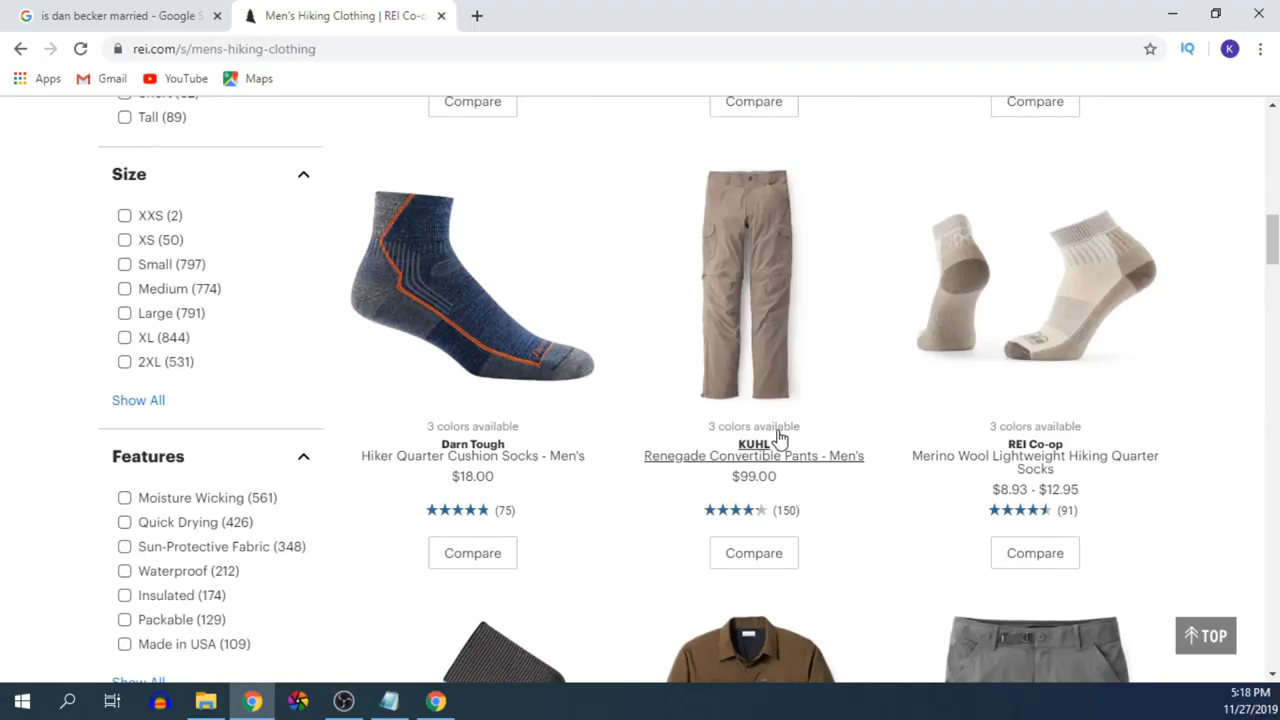 is dan becker married - Google S
Men's Hiking Clothing | REI Co-o
rei.com/s/mens-hiking-clothing
IQ
K
Apps
Gmail
YouTube
Maps
Tall (89)
Compare
Compare
Compare
Size
XXS (2)
XS (50)
Small (797)
Medium (774)
Large (791)
XL (844)
2XL (531)
Show All
Features
Moisture Wicking (561)
Quick Drying (426)
Sun-Protective Fabric (348)
Waterproof (212)
Insulated (174)
Packable (129)
Made in USA (109)
Show All
3 colors available
Darn Tough
Hiker Quarter Cushion Socks - Men's
$18.00
(75)
Compare
3 colors available
KUHL
Renegade Convertible Pants - Men's
$99.00
(150)
Compare
3 colors available
REI Co-op
Merino Wool Lightweight Hiking Quarter
Socks
$8.93 - $12.95
(91)
Compare
TOP
5:18 PM
11/27/2019